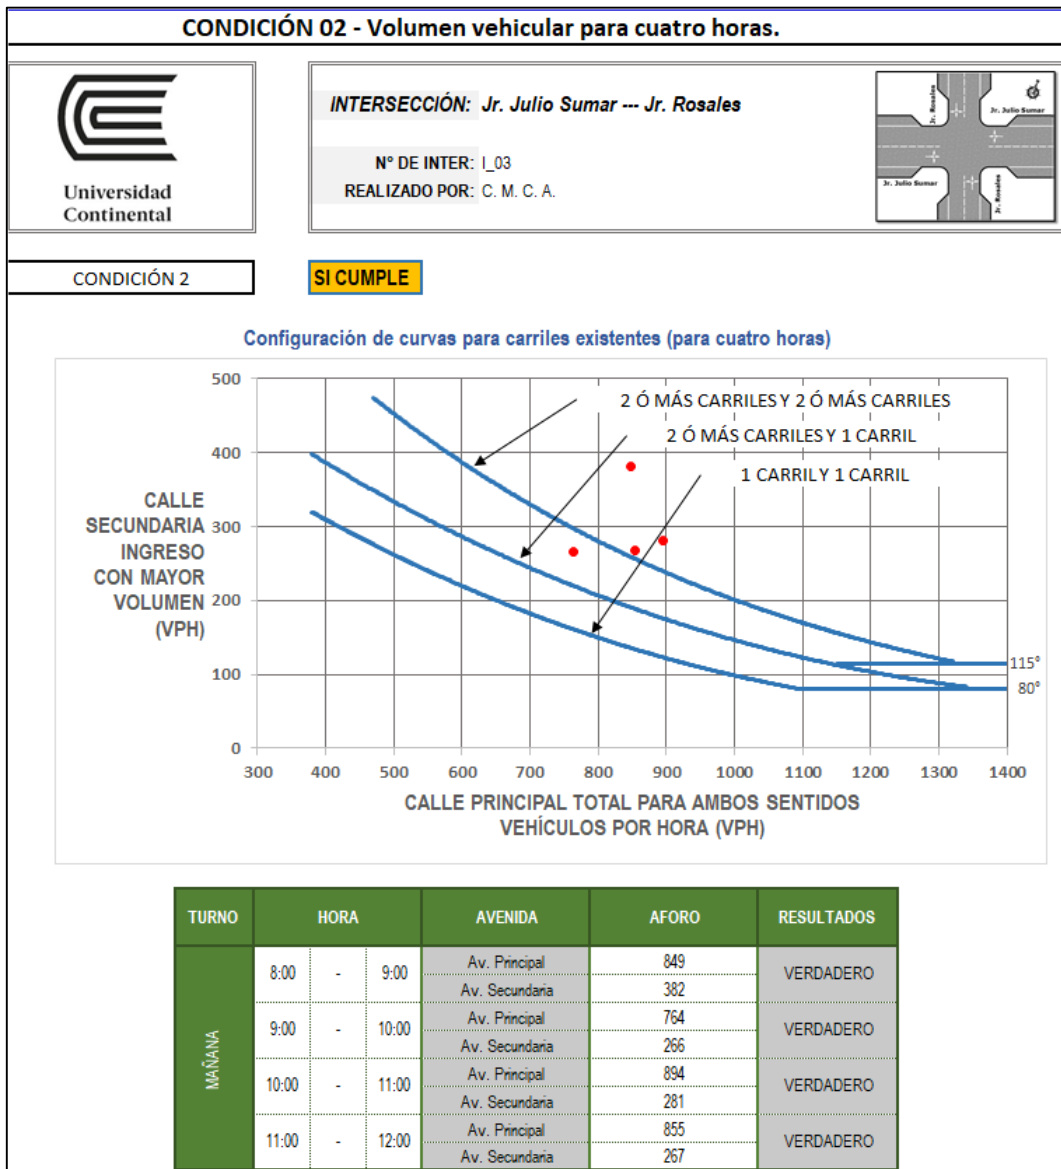 CONDICIÓN 02 - Volumen vehicular para cuatro horas.
Universidad
Continental
INTERSECCIÓN: Jr. Julio Sumar --- Jr. Rosales
N° DE INTER: I_03
REALIZADO POR: C. M. C. A.
Jr. Rosales
Jr. Julio Sumar
Jr. Julio Sumar
Jr. Rosales
CONDICIÓN 2
SI CUMPLE
Configuración de curvas para carriles existentes (para cuatro horas)
500
400
300
200
100
0
CALLE
SECUNDARIA
INGRESO
CON MAYOR
VOLUMEN
(VPH)
2 Ó MÁS CARRILES Y 2 Ó MÁS CARRILES
2 Ó MÁS CARRILES Y 1 CARRIL
1 CARRIL Y 1 CARRIL
115°
80°
300 400 500 600 700 800 900 1000 1100 1200 1300 1400
CALLE PRINCIPAL TOTAL PARA AMBOS SENTIDOS
VEHÍCULOS POR HORA (VPH)
TURNO HORA AVENIDA AFORO RESULTADOS
MAÑANA
8:00 - 9:00 Av. Principal 849 VERDADERO
Av. Secundaria 382
9:00 - 10:00 Av. Principal 764 VERDADERO
Av. Secundaria 266
10:00 - 11:00 Av. Principal 894 VERDADERO
Av. Secundaria 281
11:00 - 12:00 Av. Principal 855 VERDADERO
Av. Secundaria 267